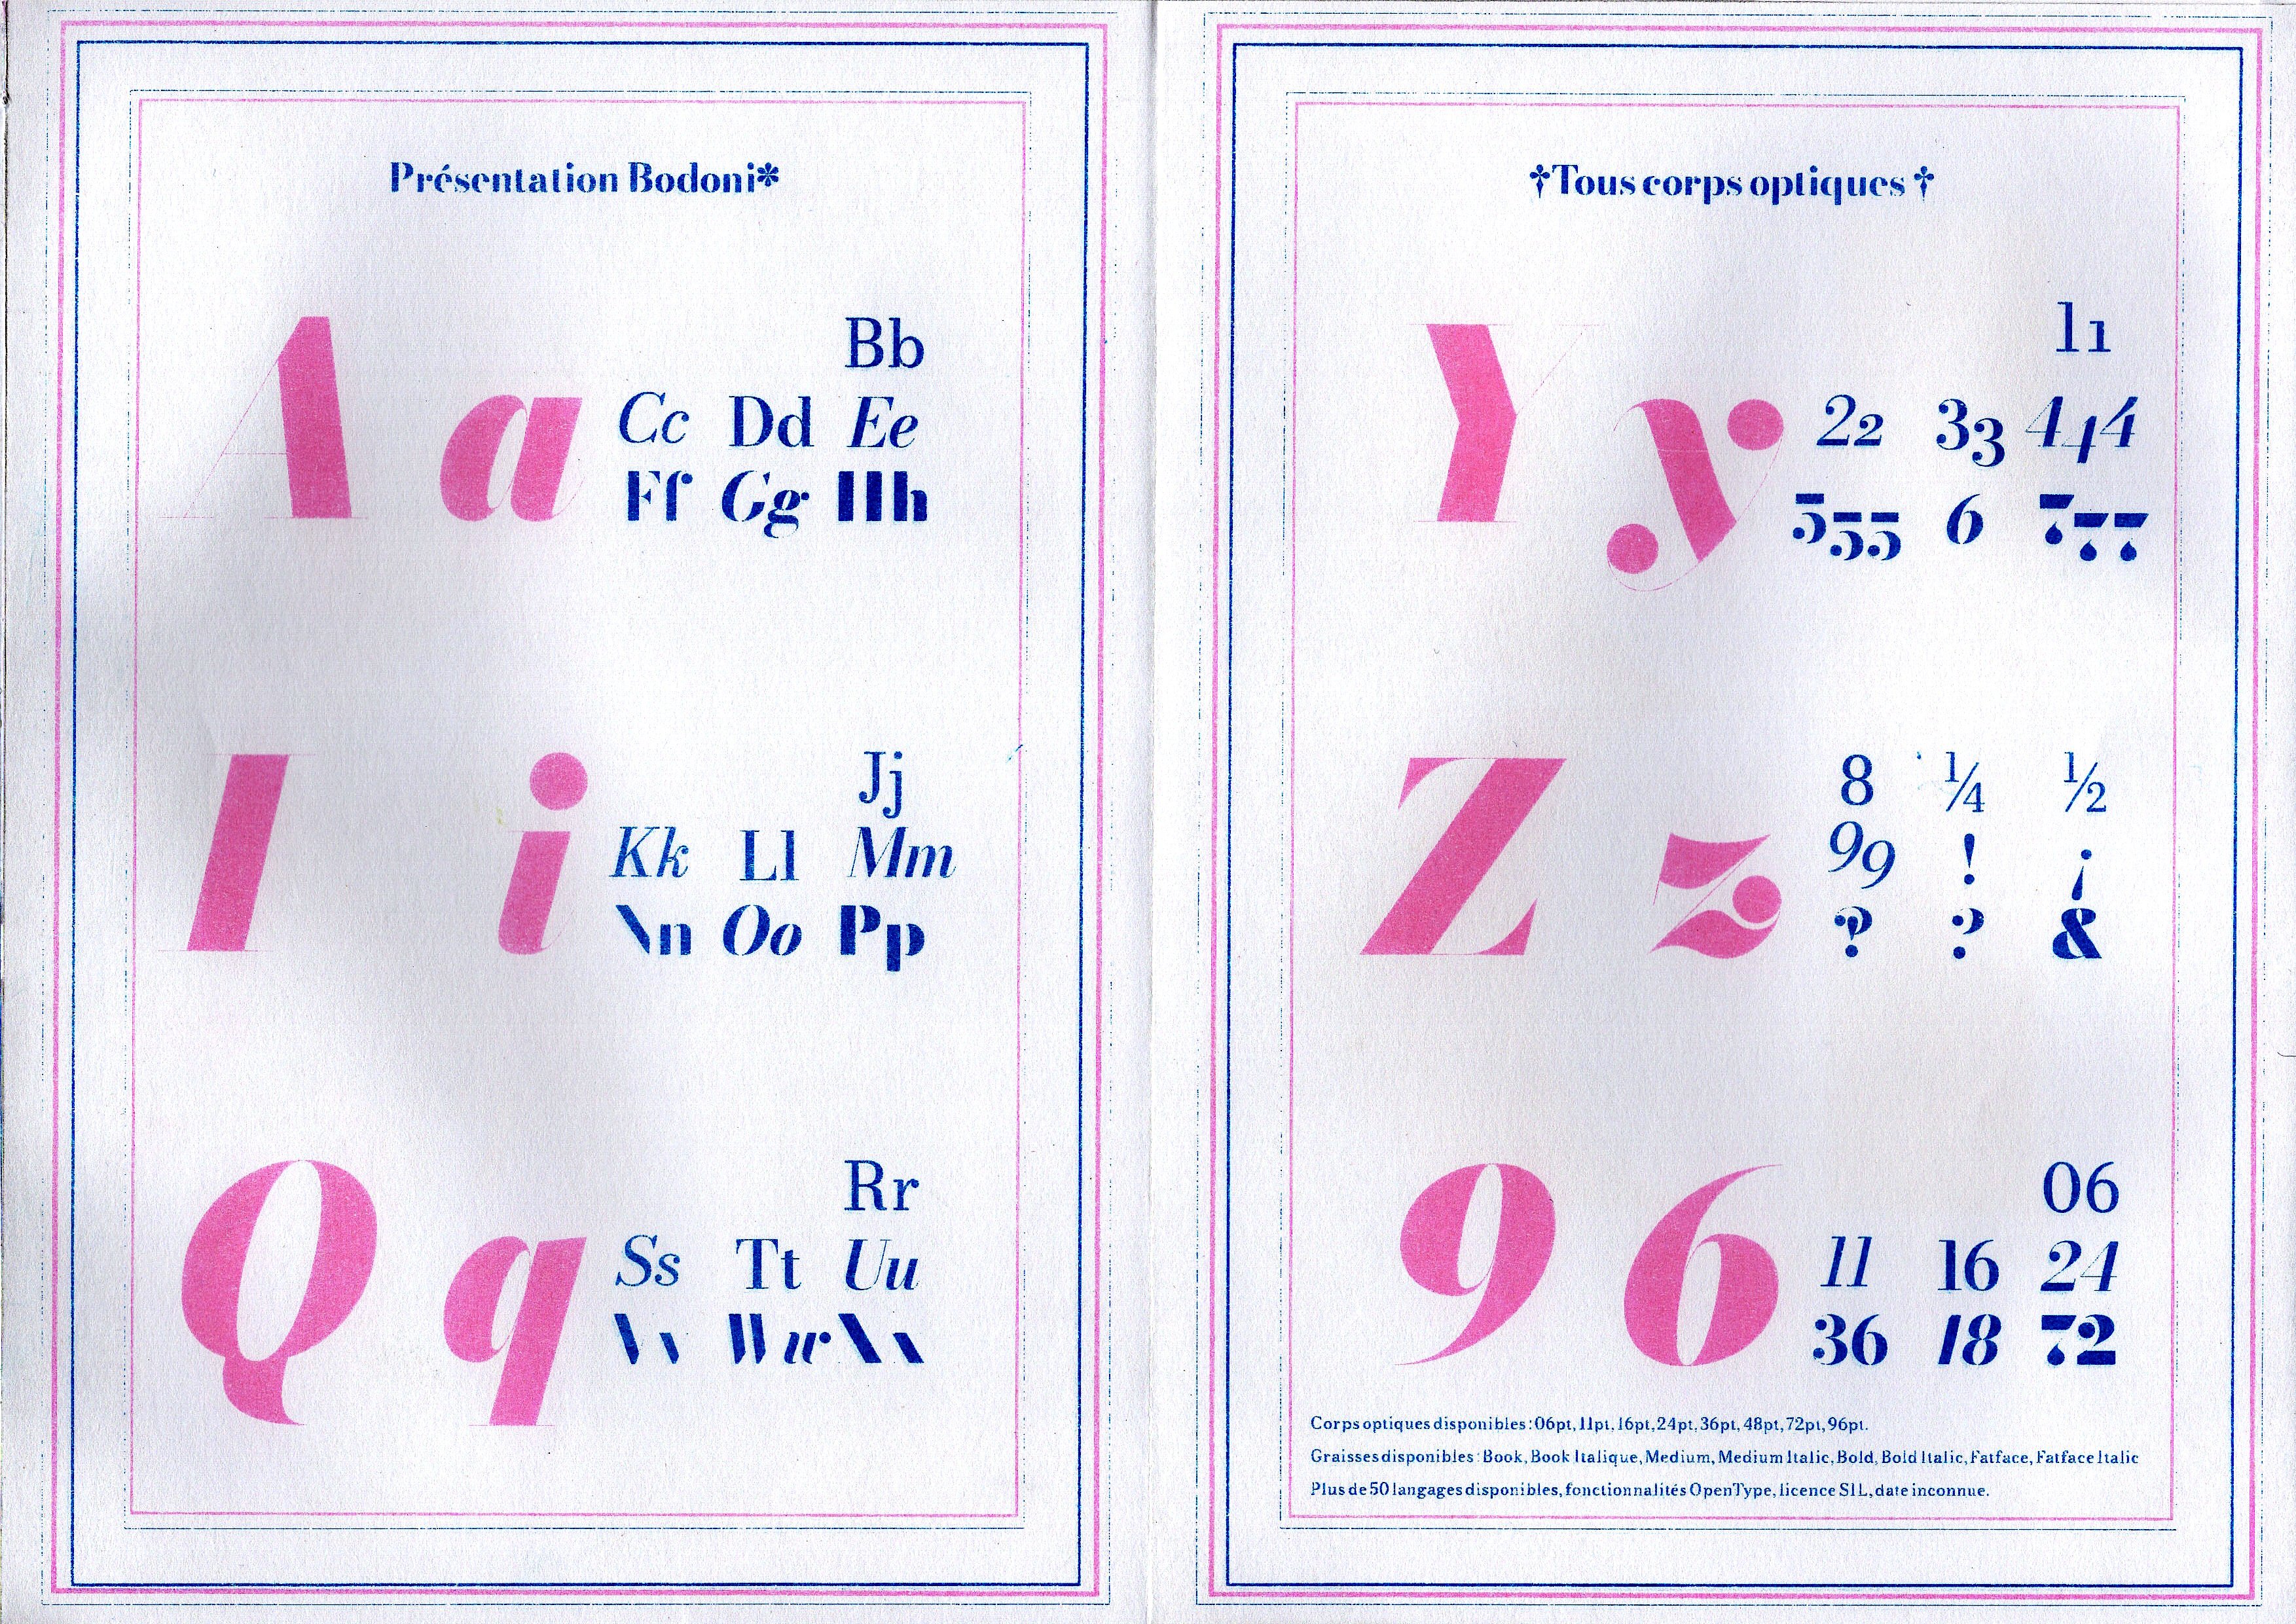 Présentation Bodoni*
A a
Bb
Cc Dd Ee
Ff Gg Hh
I i
Jj
Kk Ll Mm
Nn Oo Pp
Q q
Rr
Ss Tt Uu
Vv Ww Xx
†Tous corps optiques †
Y y
11
22 33 444
555 6 777
Z z
8 ¼ ½
99 ! ¡
? &
96
06
11 16 24
36 18 72
Corps optiques disponibles : 06pt, 11pt, 16pt, 24pt, 36pt, 48pt, 72pt, 96pt.
Graisses disponibles : Book, Book Italique, Medium, Medium Italic, Bold, Bold Italic, Fatface, Fatface Italic
Plus de 50 langages disponibles, fonctionnalités OpenType, licence SIL, date inconnue.